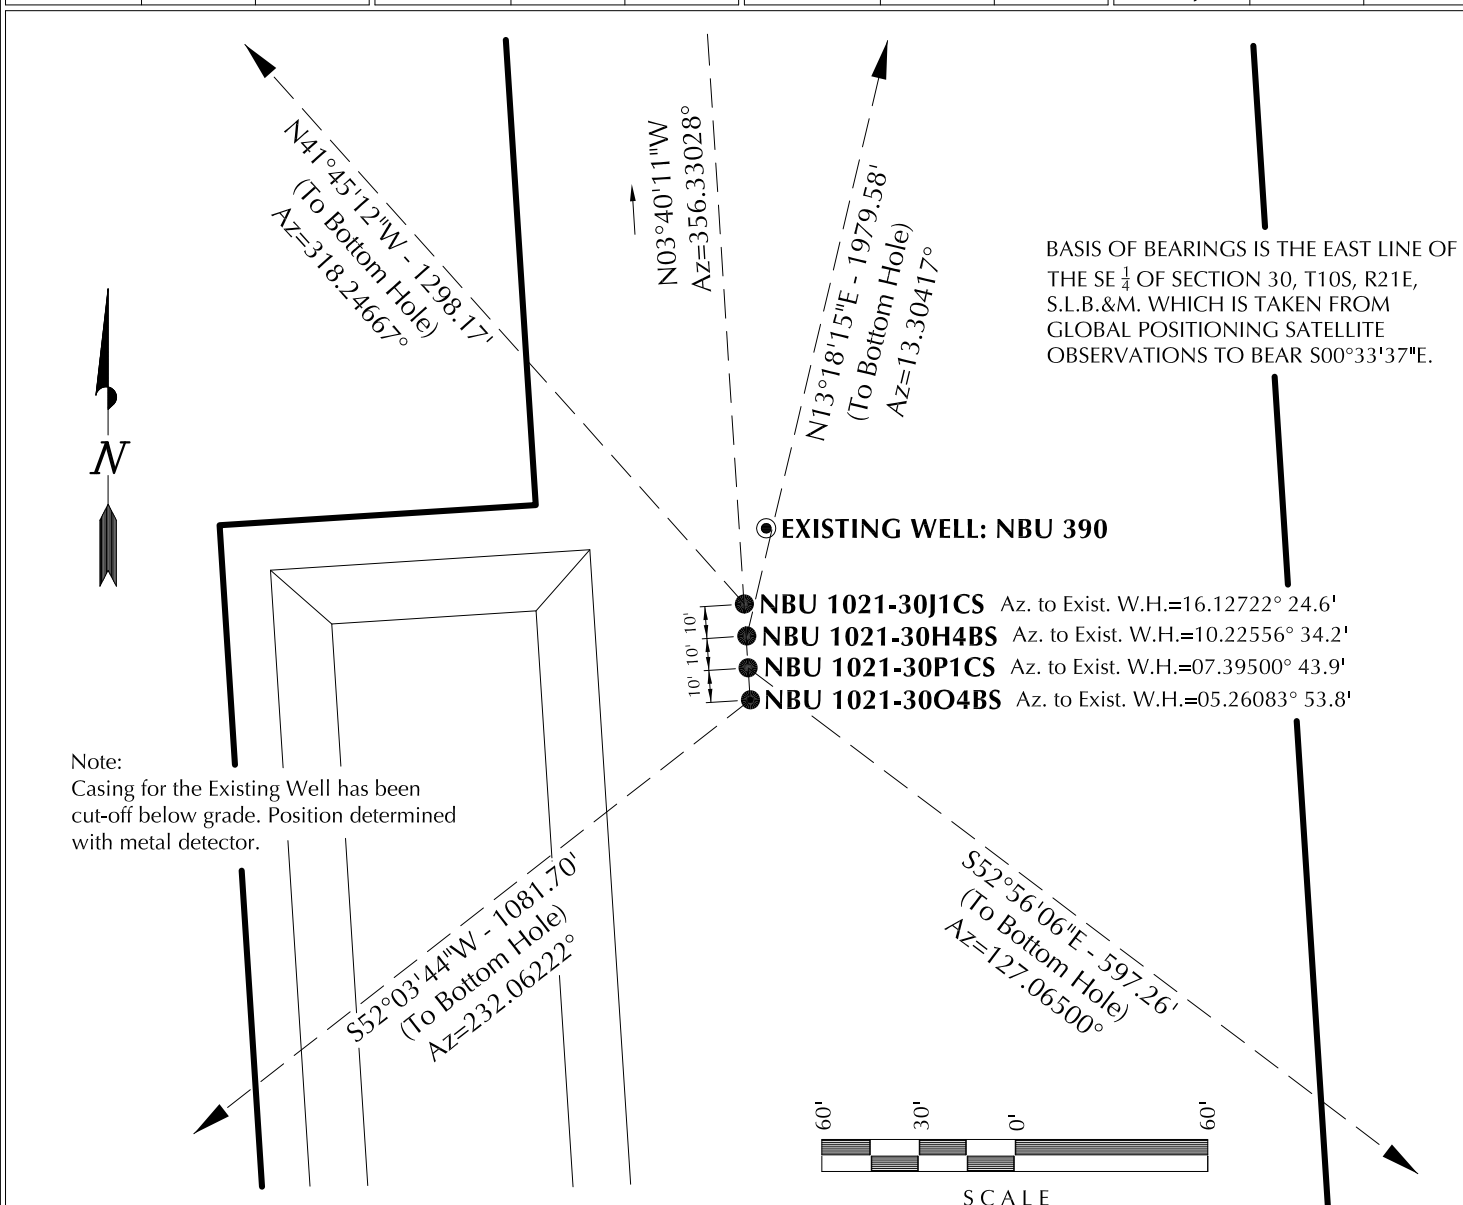 N41°45'12"W - 1298.17'
(To Bottom Hole)
Az=318.24667°
N03°40'11"W
Az=356.33028°
N13°18'15"E - 1979.58'
(To Bottom Hole)
Az=13.30417°
BASIS OF BEARINGS IS THE EAST LINE OF
THE SE 1/4 OF SECTION 30, T10S, R21E,
S.L.B.&M. WHICH IS TAKEN FROM
GLOBAL POSITIONING SATELLITE
OBSERVATIONS TO BEAR S00°33'37"E.
N
EXISTING WELL: NBU 390
NBU 1021-30J1CS Az. to Exist. W.H.=16.12722° 24.6'
10'
NBU 1021-30H4BS Az. to Exist. W.H.=10.22556° 34.2'
10'
NBU 1021-30P1CS Az. to Exist. W.H.=07.39500° 43.9'
10'
NBU 1021-30O4BS Az. to Exist. W.H.=05.26083° 53.8'
Note:
Casing for the Existing Well has been
cut-off below grade. Position determined
with metal detector.
S52°03'44"W - 1081.70'
(To Bottom Hole)
Az=232.06222°
S52°56'06"E - 597.26'
(To Bottom Hole)
Az=127.06500°
60' 30' 0' 60'
SCALE